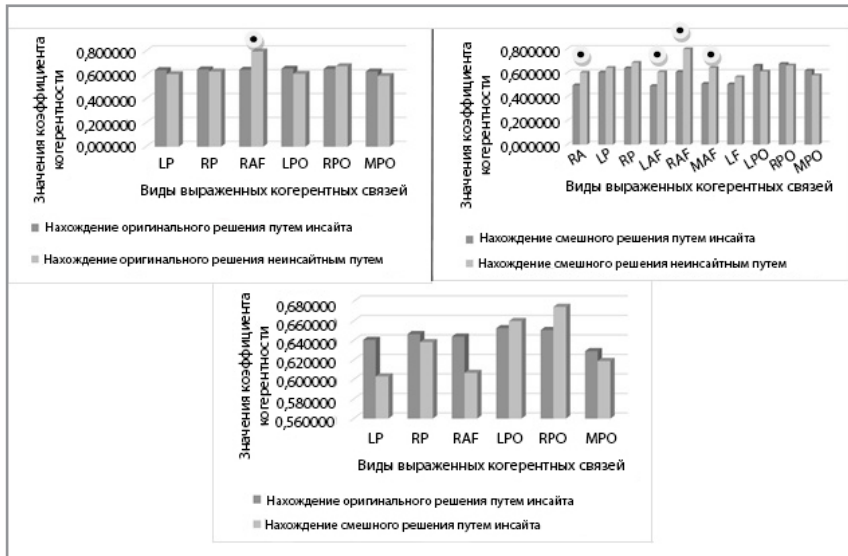 Значения коэффициента
когерентности
0,800000
0,600000
0,400000
0,200000
0,000000
LP RP RAF LPO RPO MPO
Виды выраженных когерентных связей
Нахождение оригинального решения путем инсайта
Нахождение оригинального решения неинсайтным путем
Значения коэффициента
когерентности
0,800000
0,600000
0,400000
0,200000
0,000000
RA LP RP LAF RAF MAF LF LPO RPO MPO
Виды выраженных когерентных связей
Нахождение смешного решения путем инсайта
Нахождение смешного решения неинсайтным путем
Значения коэффициента
когерентности
0,680000
0,660000
0,640000
0,620000
0,600000
0,580000
0,560000
LP RP RAF LPO RPO MPO
Виды выраженных когерентных связей
Нахождение оригинального решения путем инсайта
Нахождение смешного решения путем инсайта